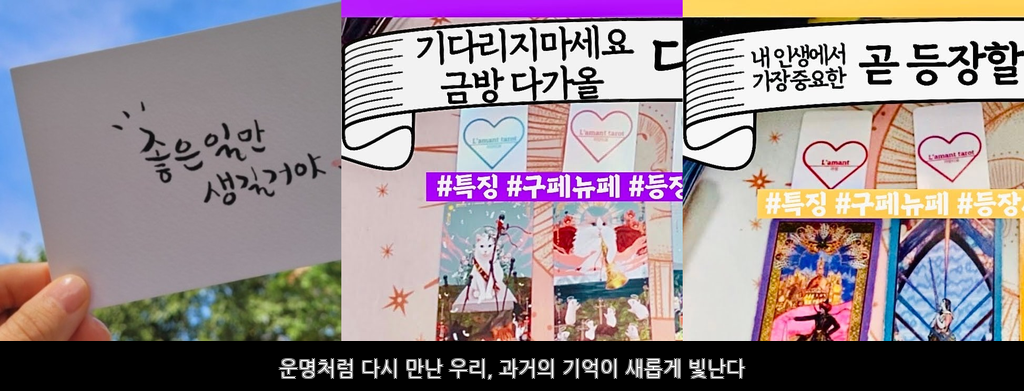 좋은 일만
생길거야
기다리지마세요
금방 다가올
L'amant tarot
L'amant tarot
#특징 #구페뉴페 #등장
내 인생에서
가장 중요한
곧 등장할
L'amant
L'amant tarot
#특징 #구페뉴페 #등장
운명처럼 다시 만난 우리, 과거의 기억이 새롭게 빛난다